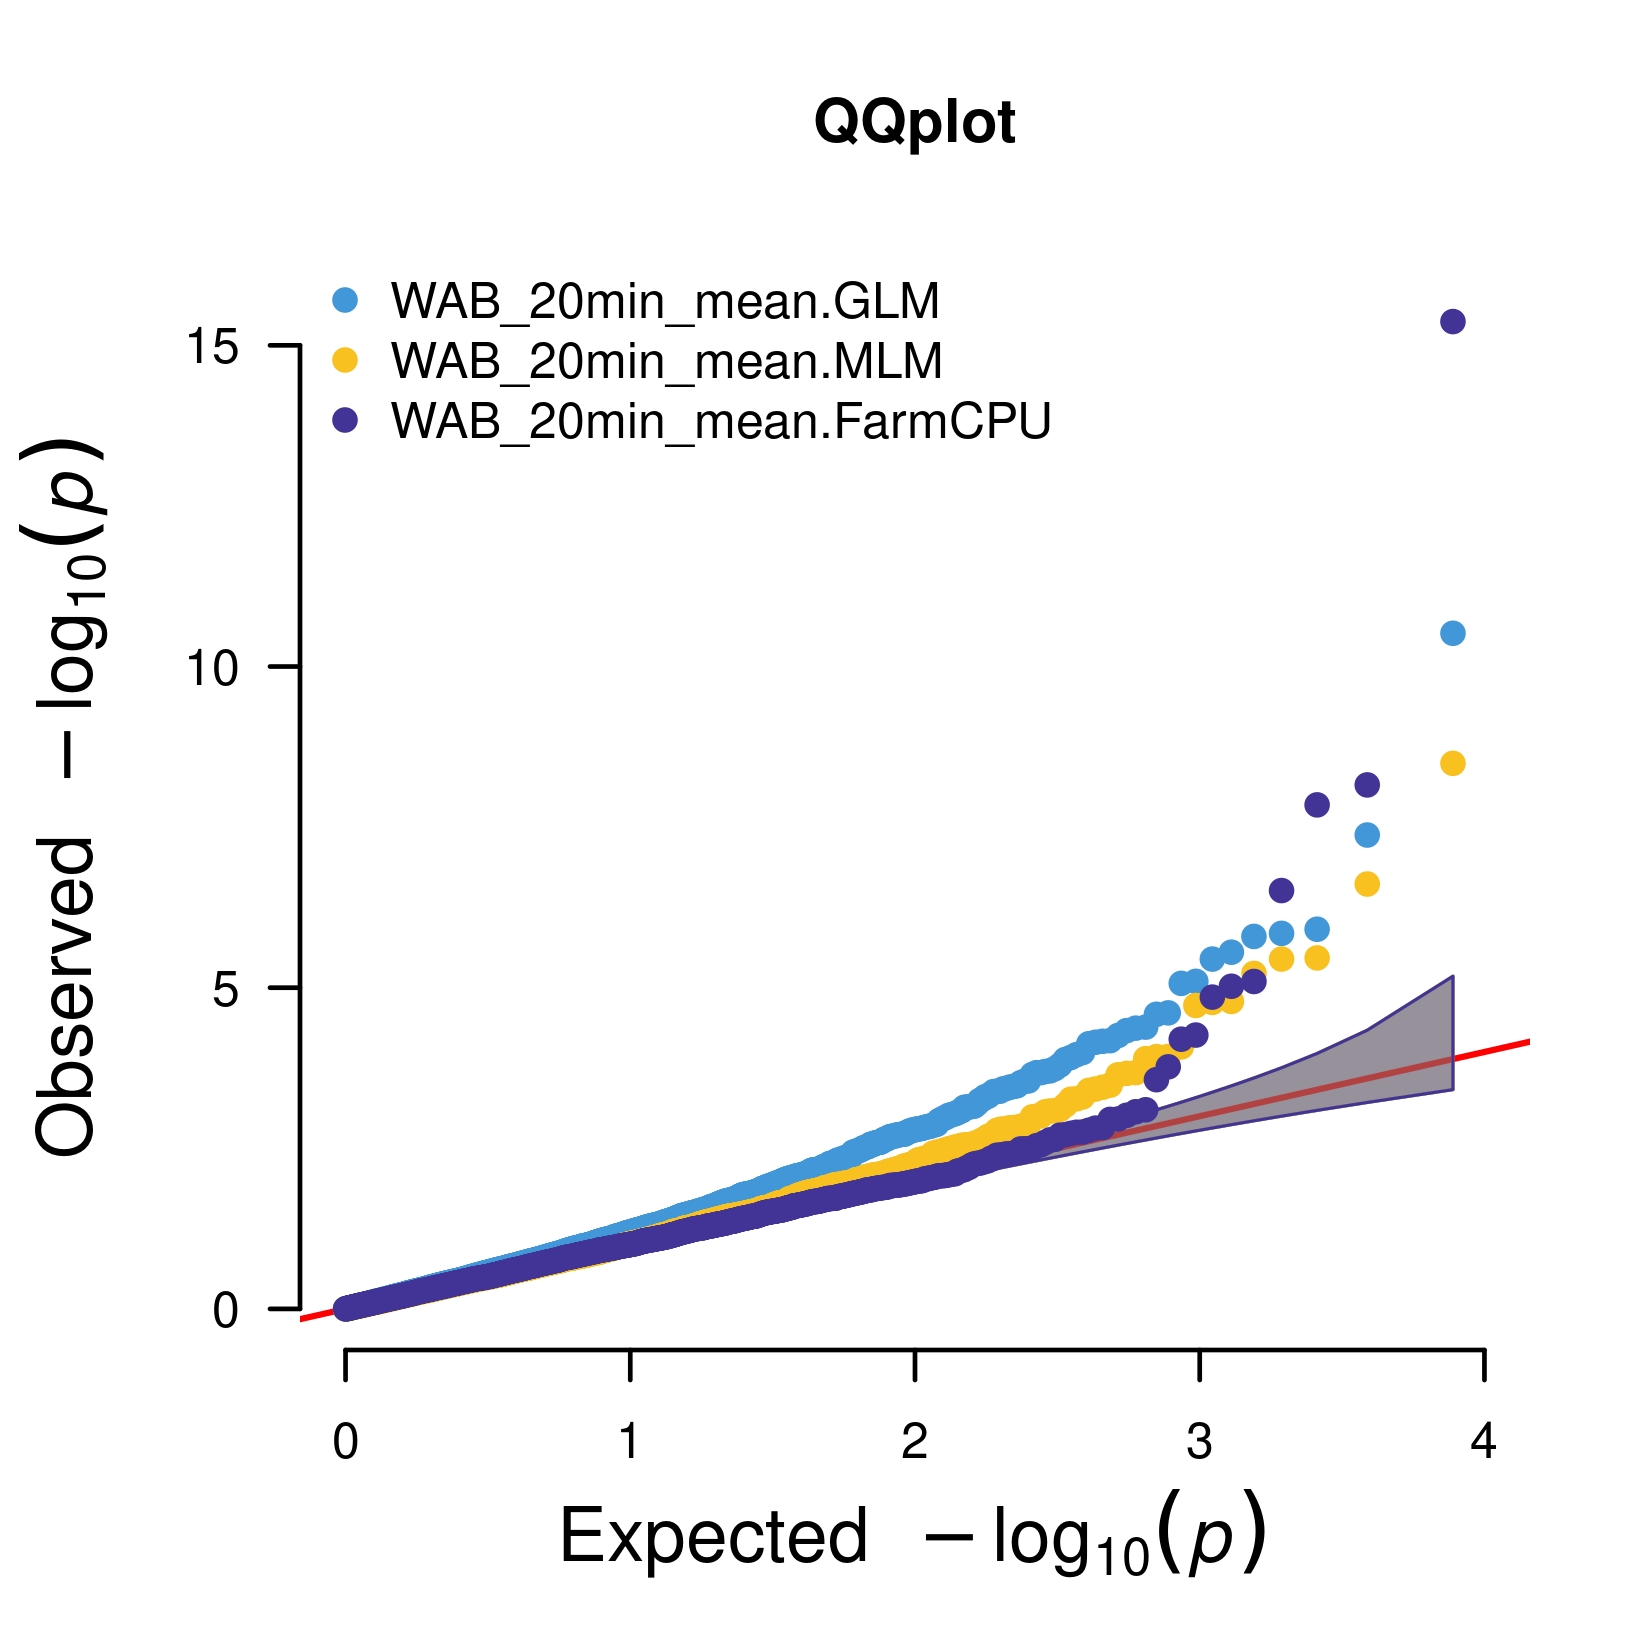 QQplot
WAB_20min_mean.GLM
WAB_20min_mean.MLM
WAB_20min_mean.FarmCPU
15
10
5
0
Observed −log10(p)
0 1 2 3 4
Expected −log10(p)